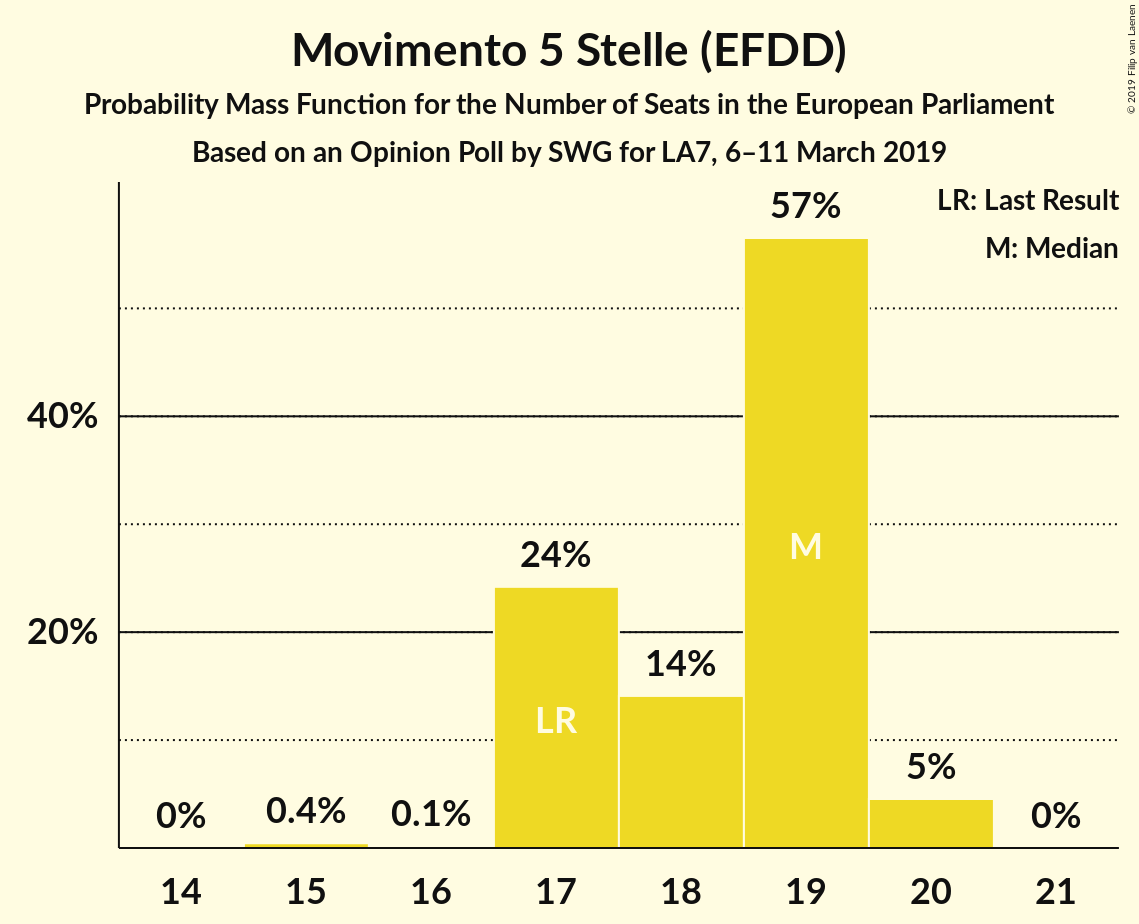 Movimento 5 Stelle (EFDD)
Probability Mass Function for the Number of Seats in the European Parliament
Based on an Opinion Poll by SWG for LA7, 6–11 March 2019
© 2019 Filip van Laenen
LR: Last Result
M: Median
57%
40%
24%
M
20%
14%
LR
5%
0%
0.4%
0.1%
0%
14 15 16 17 18 19 20 21